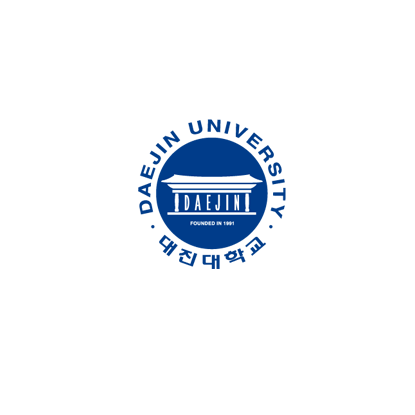 DAEJIN UNIVERSITY
DAEJIN
FOUNDED IN 1991
· 대진대학교 ·